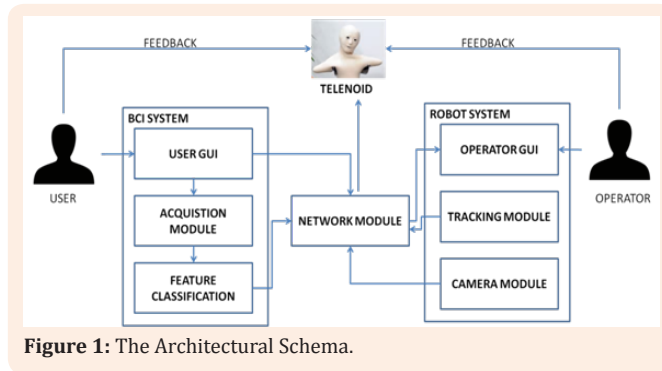 FEEDBACK
FEEDBACK
TELENOID
BCI SYSTEM
ROBOT SYSTEM
USER GUI
OPERATOR GUI
USER
OPERATOR
ACQUISTION
MODULE
NETWORK MODULE
TRACKING MODULE
FEATURE
CLASSIFICATION
CAMERA MODULE
Figure 1: The Architectural Schema.